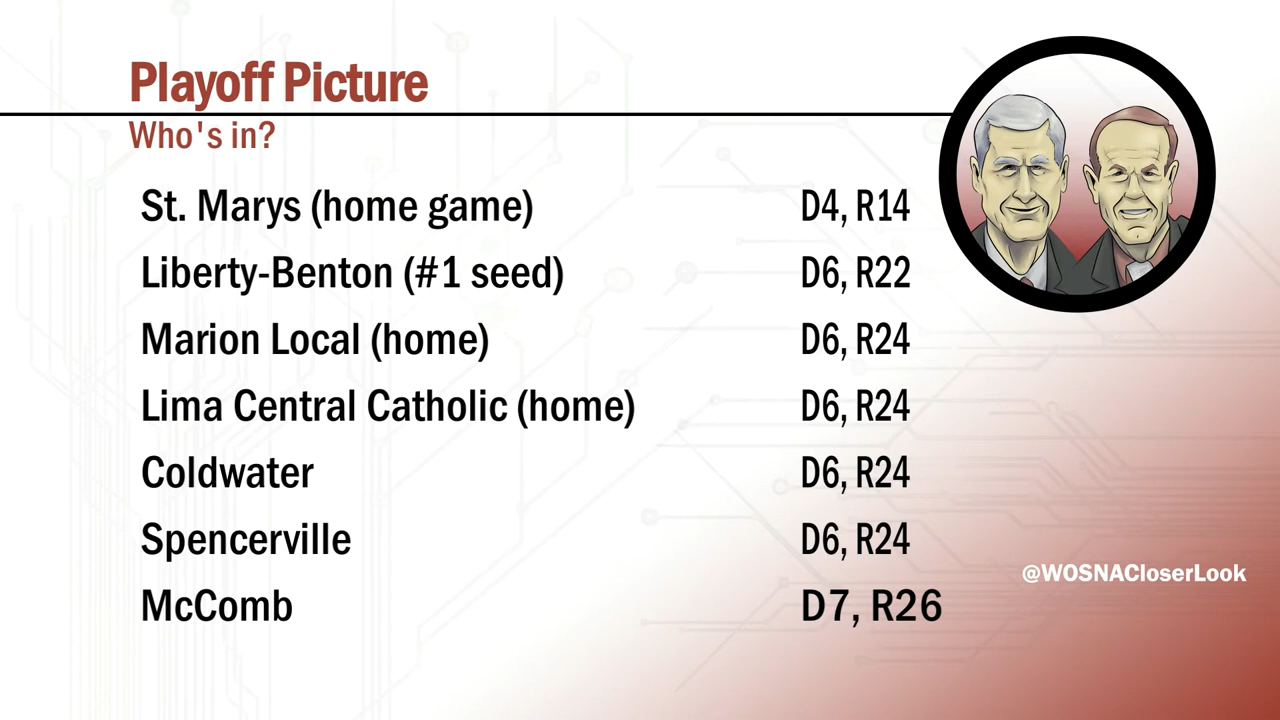 Playoff Picture
Who's in?
St. Marys (home game) D4, R14
Liberty-Benton (#1 seed) D6, R22
Marion Local (home) D6, R24
Lima Central Catholic (home) D6, R24
Coldwater D6, R24
Spencerville D6, R24
@WOSNACloserLook
McComb D7, R26